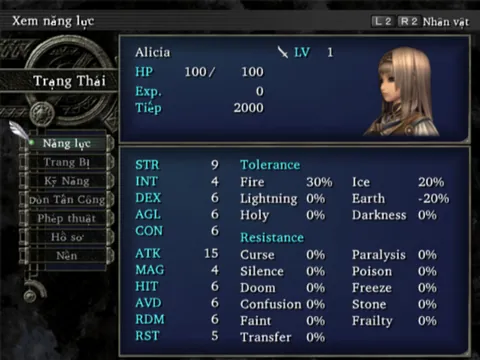 Xem năng lực
L2 R2 Nhân vật
Trạng Thái
Năng lực
Trang Bị
Kỹ Năng
Đòn Tấn Công
Phép thuật
Hồ sơ
Nền
Alicia LV 1
HP 100/ 100
Exp. 0
Tiếp 2000
STR 9
INT 4
DEX 6
AGL 6
CON 6
ATK 15
MAG 4
HIT 6
AVD 6
RDM 6
RST 5
Tolerance
Fire 30% Ice 20%
Lightning 0% Earth -20%
Holy 0% Darkness 0%
Resistance
Curse 0% Paralysis 0%
Silence 0% Poison 0%
Doom 0% Freeze 0%
Confusion 0% Stone 0%
Faint 0% Frailty 0%
Transfer 0%